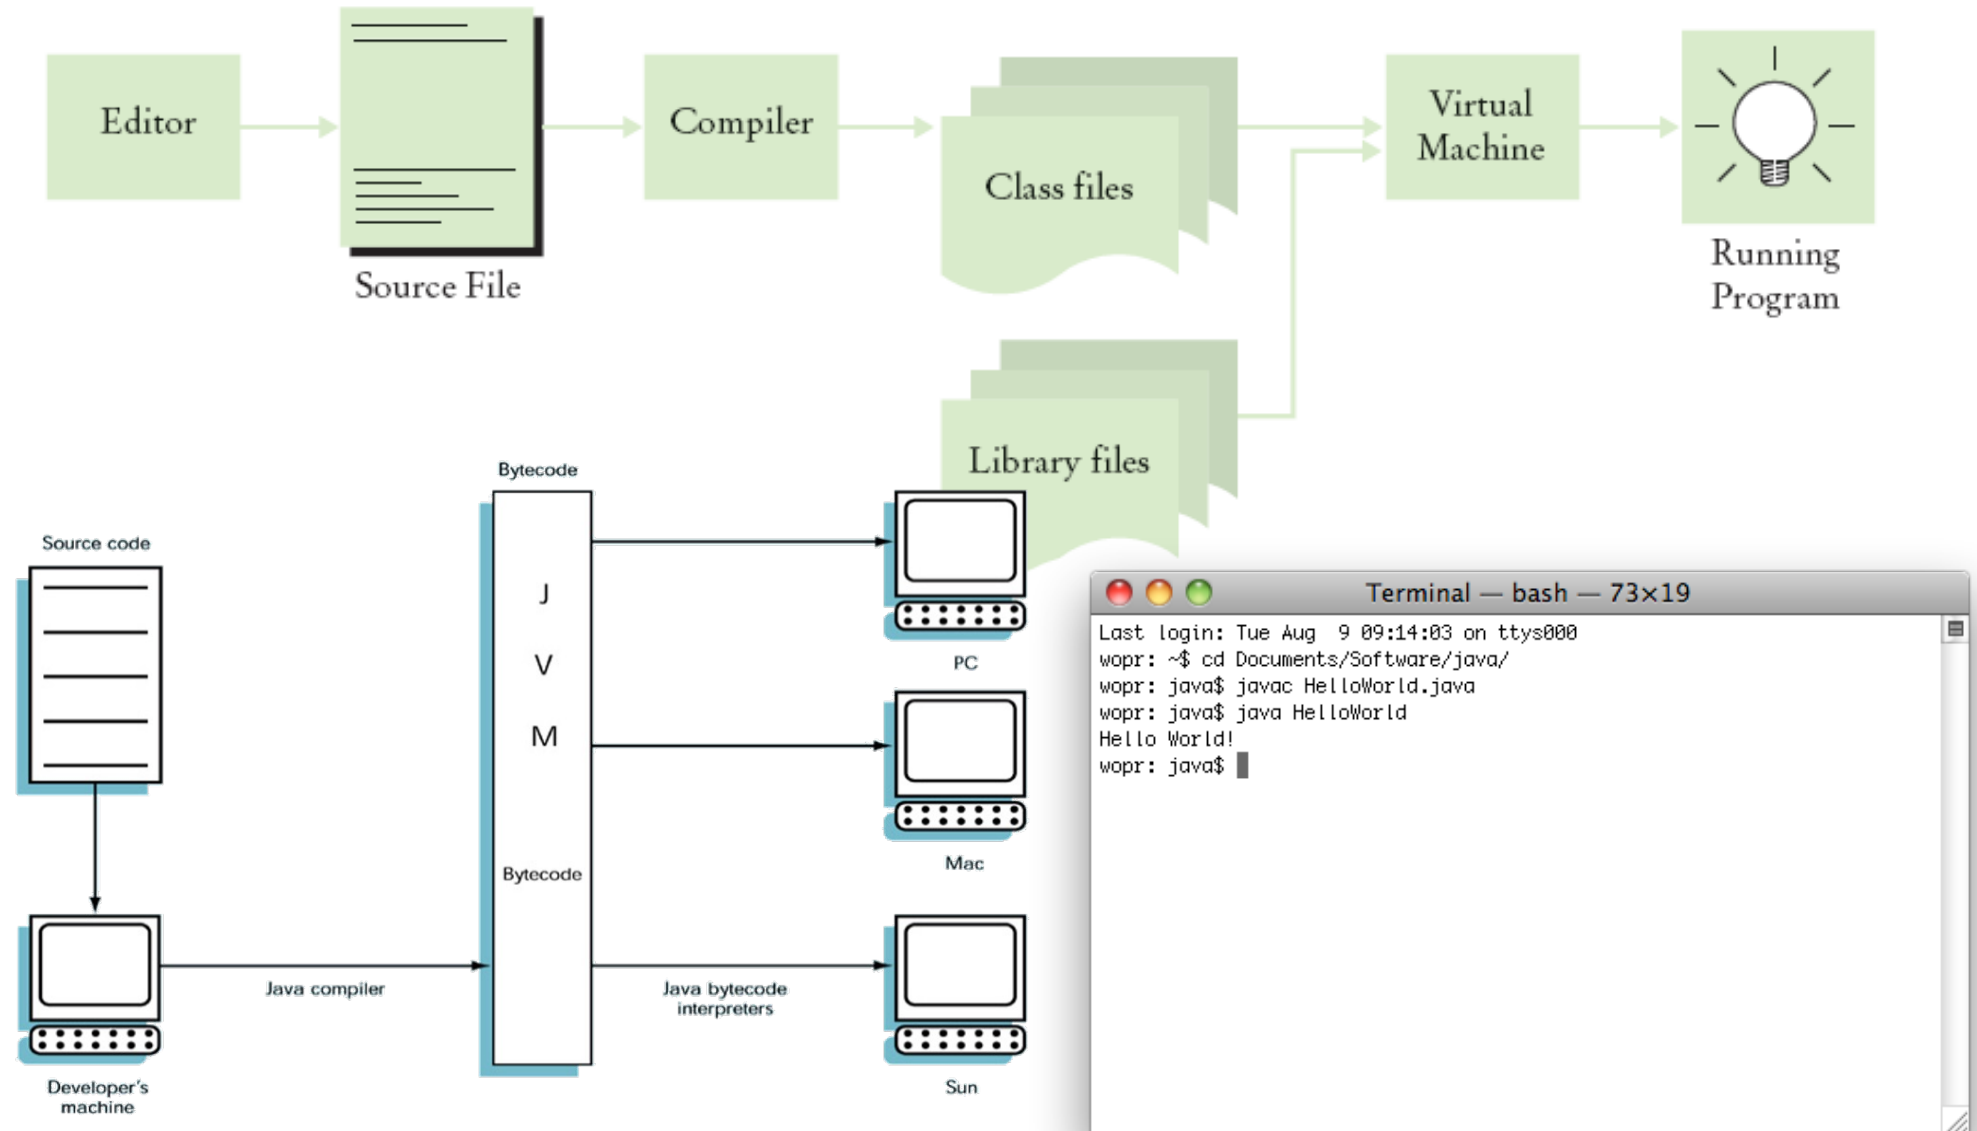 Editor
Source File
Compiler
Class files
Library files
Virtual
Machine
Running
Program
Source code
Developer's
machine
Java compiler
Bytecode
J
V
M
Bytecode
Java bytecode
interpreters
PC
Mac
Sun
Terminal — bash — 73×19
Last login: Tue Aug  9 09:14:03 on ttys000
wopr: ~$ cd Documents/Software/java/
wopr: java$ javac HelloWorld.java
wopr: java$ java HelloWorld
Hello World!
wopr: java$